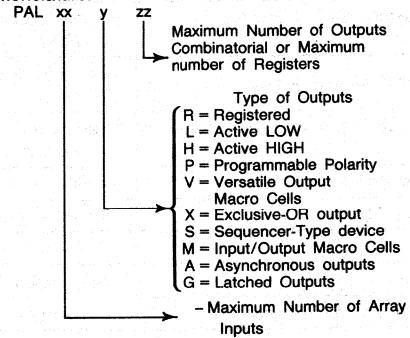 PAL xx y zz
Maximum Number of Outputs
Combinatorial or Maximum
number of Registers
Type of Outputs
R = Registered
L = Active LOW
H = Active HIGH
P = Programmable Polarity
V = Versatile Output
Macro Cells
X = Exclusive-OR output
S = Sequencer-Type device
M = Input/Output Macro Cells
A = Asynchronous outputs
G = Latched Outputs
– Maximum Number of Array
Inputs